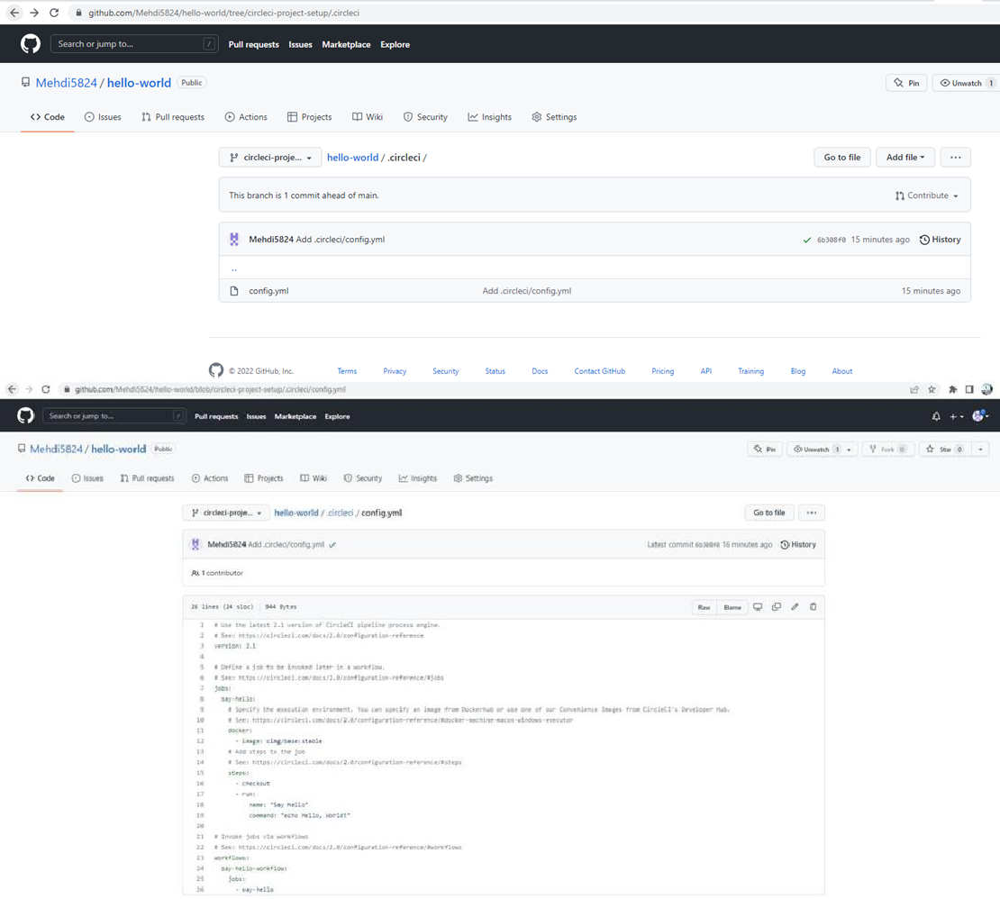 github.com/Mehdi5824/hello-world/tree/circleci-project-setup/.circleci
Search or jump to... / Pull requests Issues Marketplace Explore
Mehdi5824 / hello-world Public Pin Unwatch 1
Code Issues Pull requests Actions Projects Wiki Security Insights Settings
circleci-proje... hello-world / .circleci / Go to file Add file ...
This branch is 1 commit ahead of main. Contribute
Mehdi5824 Add .circleci/config.yml 6b308f0 15 minutes ago History
..
config.yml Add .circleci/config.yml 15 minutes ago
© 2022 GitHub, Inc. Terms Privacy Security Status Docs Contact GitHub Pricing API Training Blog About
github.com/Mehdi5824/hello-world/blob/circleci-project-setup/.circleci/config.yml
Search or jump to... / Pull requests Issues Marketplace Explore
Mehdi5824 / hello-world Public Pin Unwatch 1 Fork 0 Star 0
Code Issues Pull requests Actions Projects Wiki Security Insights Settings
circleci-proje... hello-world / .circleci / config.yml Go to file ...
Mehdi5824 Add .circleci/config.yml Latest commit 6b308f0 16 minutes ago History
1 contributor
26 lines (24 sloc) 944 Bytes Raw Blame
1 # Use the latest 2.1 version of CircleCI pipeline process engine.
2 # See: https://circleci.com/docs/2.0/configuration-reference
3 version: 2.1
4
5 # Define a job to be invoked later in a workflow.
6 # See: https://circleci.com/docs/2.0/configuration-reference/#jobs
7 jobs:
8 say-hello:
9 # Specify the execution environment. You can specify an image from Dockerhub or use one of our Convenience Images from CircleCI's Developer Hub.
10 # See: https://circleci.com/docs/2.0/configuration-reference/#docker-machine-macos-windows-executor
11 docker:
12 - image: cimg/base:stable
13 # Add steps to the job
14 # See: https://circleci.com/docs/2.0/configuration-reference/#steps
15 steps:
16 - checkout
17 - run:
18 name: "Say hello"
19 command: "echo Hello, World!"
20
21 # Invoke jobs via workflows
22 # See: https://circleci.com/docs/2.0/configuration-reference/#workflows
23 workflows:
24 say-hello-workflow:
25 jobs:
26 - say-hello